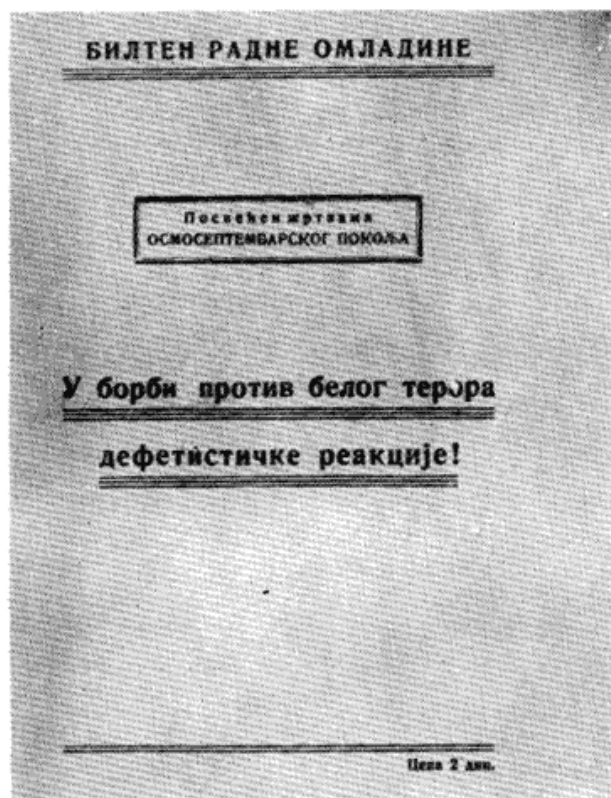 БИЛТЕН РАДНЕ ОМЛАДИНЕ
Посвећен жртвама
ОСМОСЕПТЕМБАРСКОГ ПОКОЉА
У борби против белог терора
дефетистичке реакције!
Цена 2 дин.